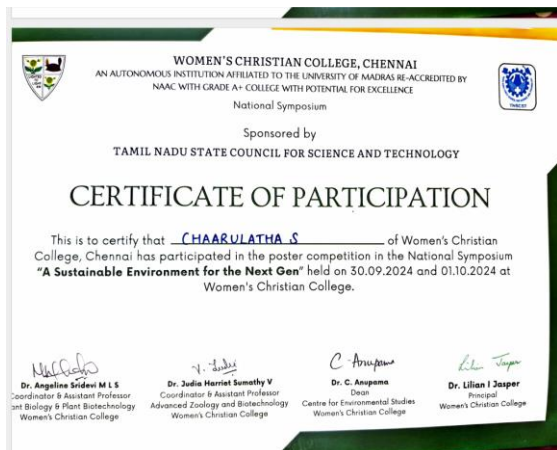 WOMEN'S CHRISTIAN COLLEGE, CHENNAI
AN AUTONOMOUS INSTITUTION AFFILIATED TO THE UNIVERSITY OF MADRAS RE-ACCREDITED BY
NAAC WITH GRADE A+ COLLEGE WITH POTENTIAL FOR EXCELLENCE
National Symposium
Sponsored by
TAMIL NADU STATE COUNCIL FOR SCIENCE AND TECHNOLOGY
CERTIFICATE OF PARTICIPATION
This is to certify that CHAARULATHA S of Women's Christian
College, Chennai has participated in the poster competition in the National Symposium
"A Sustainable Environment for the Next Gen" held on 30.09.2024 and 01.10.2024 at
Women's Christian College.
V. Judie
C Anupama
Lilian Jasper
Dr. Angeline Sridevi M L S
Coordinator & Assistant Professor
ant Biology & Plant Biotechnology
Women's Christian College
Dr. Judia Harriet Sumathy V
Coordinator & Assistant Professor
Advanced Zoology and Biotechnology
Women's Christian College
Dr. C. Anupama
Dean
Centre for Environmental Studies
Women's Christian College
Dr. Lilian I Jasper
Principal
Women's Christian College